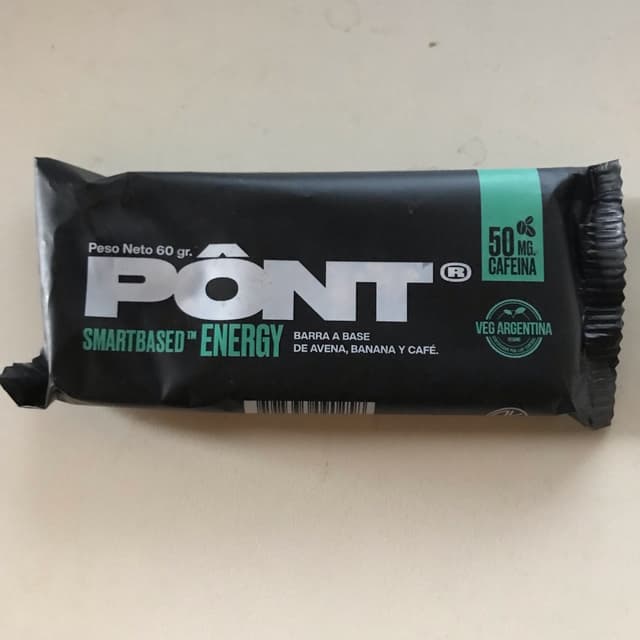 Peso Neto 60 gr.
PÔNT®
SMARTBASED™ ENERGY
BARRA A BASE
DE AVENA, BANANA Y CAFÉ.
50 MG.
CAFEINA
VEG ARGENTINA